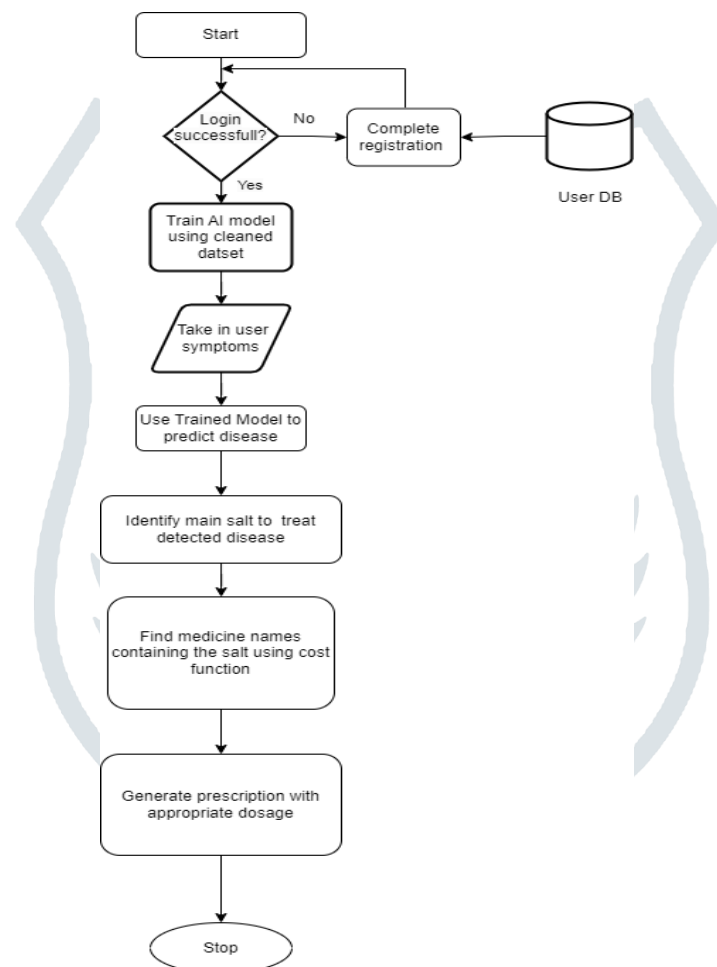 Start
Login
successfull?
No
Complete
registration
User DB
Yes
Train AI model
using cleaned
datset
Take in user
symptoms
Use Trained Model to
predict disease
Identify main salt to treat
detected disease
Find medicine names
containing the salt using cost
function
Generate prescription with
appropriate dosage
Stop